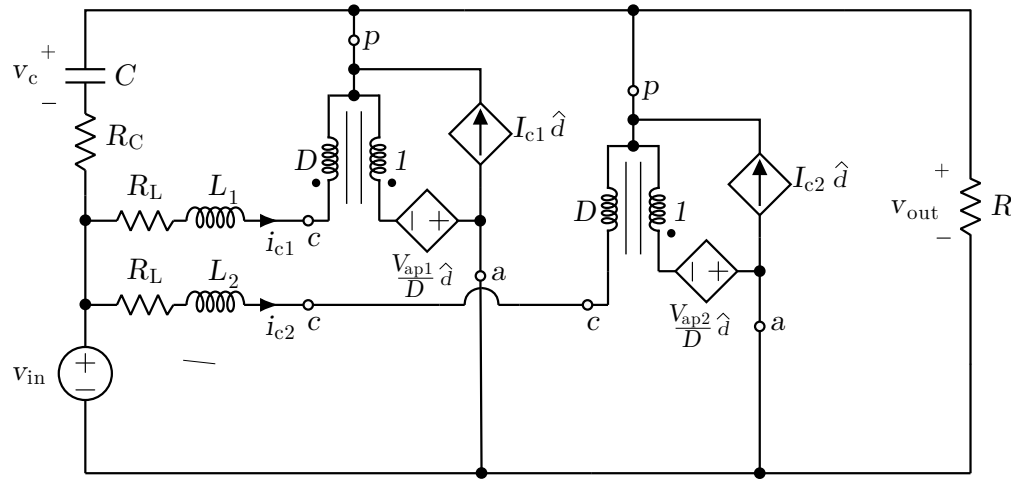 p
+
v_c
C
−
R_C
I_c1 d̂
D
1
p
R_L
L_1
i_c1
c
− +
V_ap1/D d̂
a
I_c2 d̂
D
1
+
v_out
−
R
R_L
L_2
i_c2
c
c
− +
V_ap2/D d̂
a
v_in
+
−